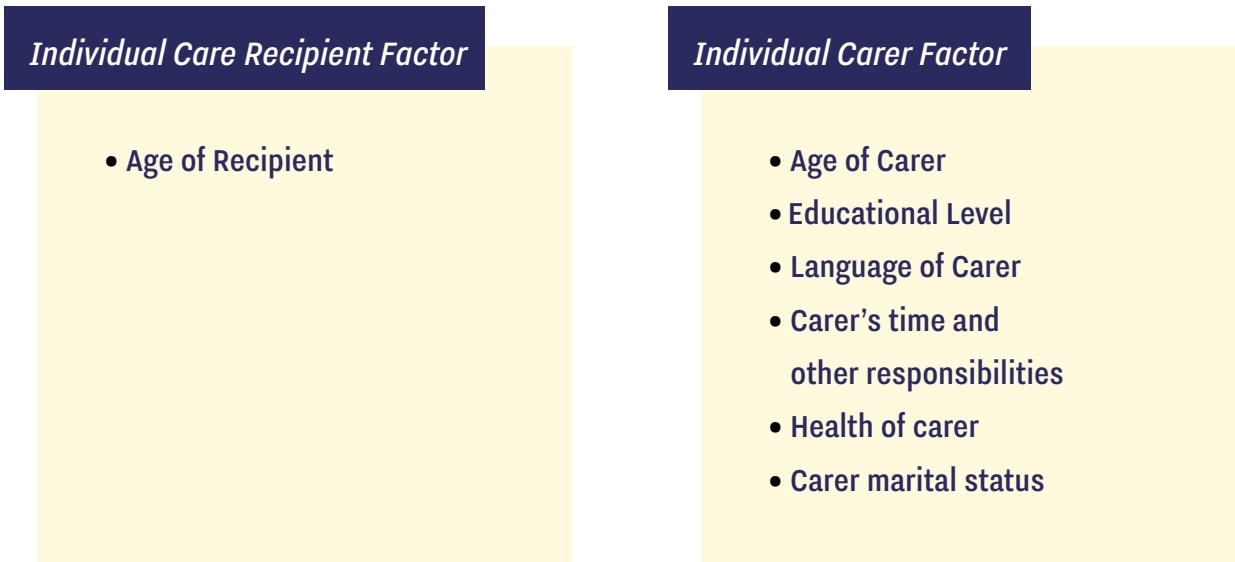 Individual Care Recipient Factor
• Age of Recipient
Individual Carer Factor
• Age of Carer
• Educational Level
• Language of Carer
• Carer’s time and
other responsibilities
• Health of carer
• Carer marital status